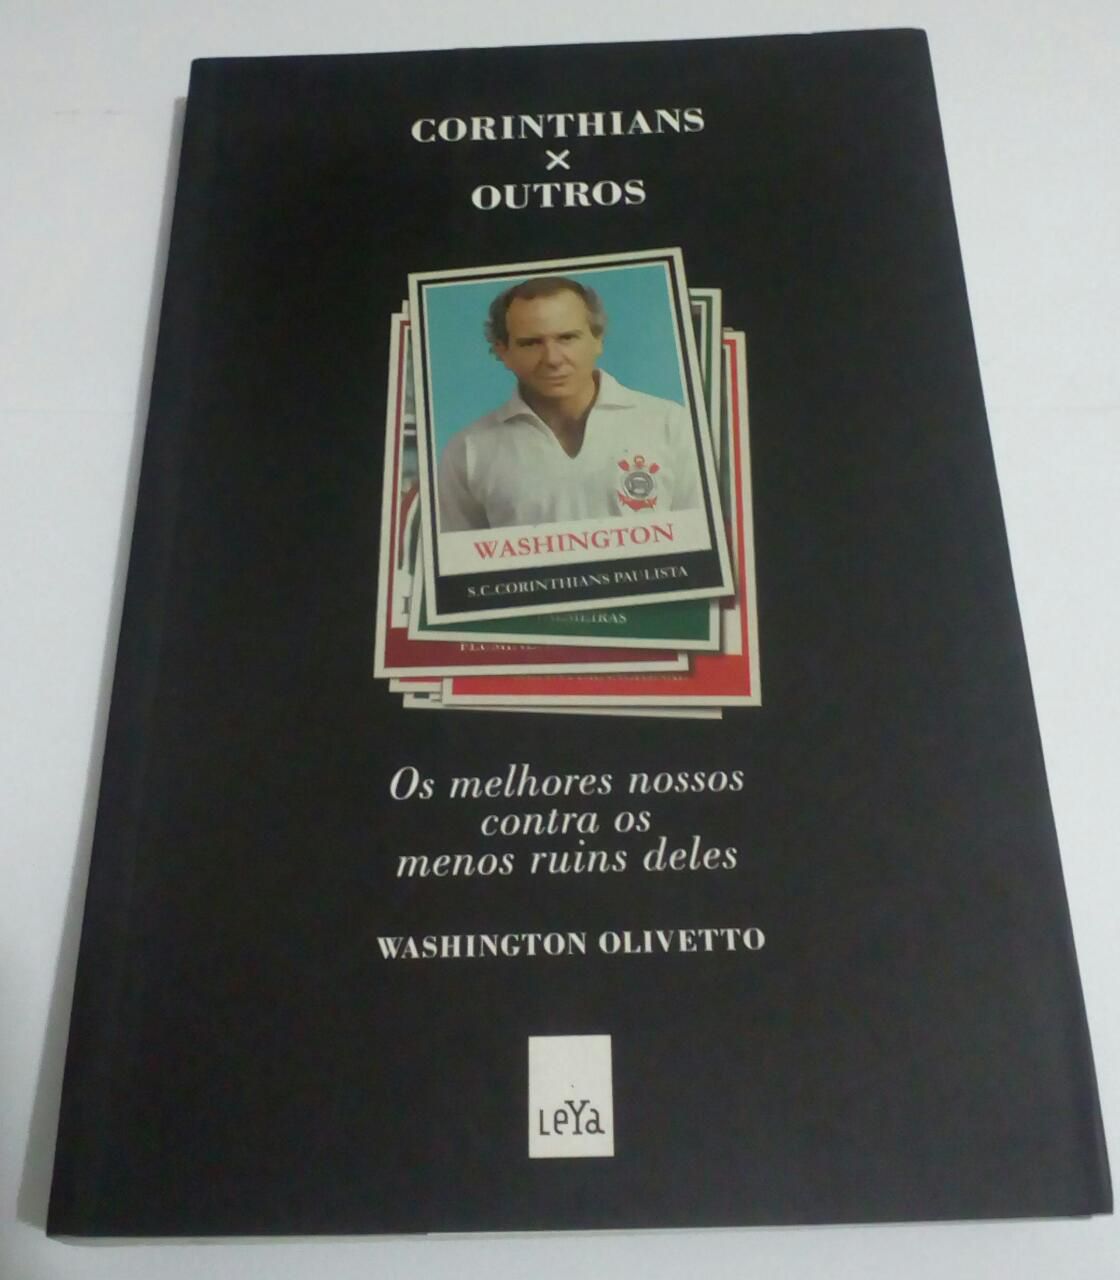 CORINTHIANS
×
OUTROS
WASHINGTON
S.C.CORINTHIANS PAULISTA
Os melhores nossos
contra os
menos ruins deles
WASHINGTON OLIVETTO
LeYa